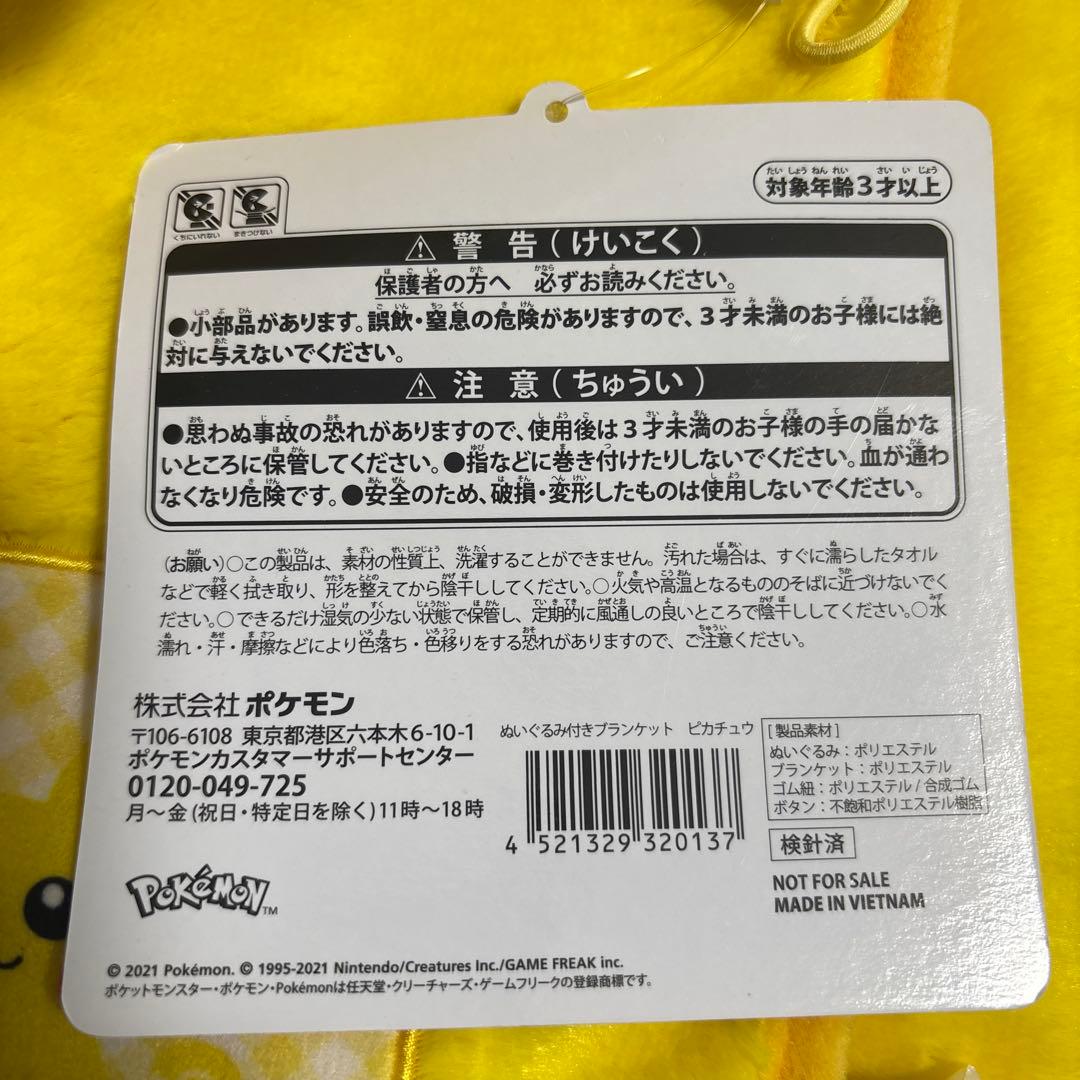 対象年齢3才以上
くちにいれない まきつけない
⚠ 警 告 ( けいこく )
保護者の方へ 必ずお読みください。
●小部品があります。誤飲・窒息の危険がありますので、3才未満のお子様には絶
対に与えないでください。
⚠ 注 意 ( ちゅうい )
●思わぬ事故の恐れがありますので、使用後は3才未満のお子様の手の届かな
いところに保管してください。●指などに巻き付けたりしないでください。血が通わ
なくなり危険です。●安全のため、破損・変形したものは使用しないでください。
(お願い)○この製品は、素材の性質上、洗濯することができません。汚れた場合は、すぐに濡らしたタオル
などで軽く拭き取り、形を整えてから陰干ししてください。○火気や高温となるもののそばに近づけないでく
ださい。○できるだけ湿気の少ない状態で保管し、定期的に風通しの良いところで陰干ししてください。○水
濡れ・汗・摩擦などにより色落ち・色移りをする恐れがありますので、ご注意ください。
株式会社 ポケモン
〒106-6108 東京都港区六本木6-10-1
ポケモンカスタマーサポートセンター
0120-049-725
月〜金 (祝日・特定日を除く) 11時〜18時
ぬいぐるみ付きブランケット ピカチュウ
4 521329 320137
[ 製品素材 ]
ぬいぐるみ : ポリエステル
ブランケット : ポリエステル
ゴム紐 : ポリエステル / 合成ゴム
ボタン : 不飽和ポリエステル樹脂
検針済
NOT FOR SALE
MADE IN VIETNAM
POKéMON TM
© 2021 Pokémon. © 1995-2021 Nintendo/Creatures Inc./GAME FREAK inc.
ポケットモンスター・ポケモン・Pokémonは任天堂・クリーチャーズ・ゲームフリークの登録商標です。